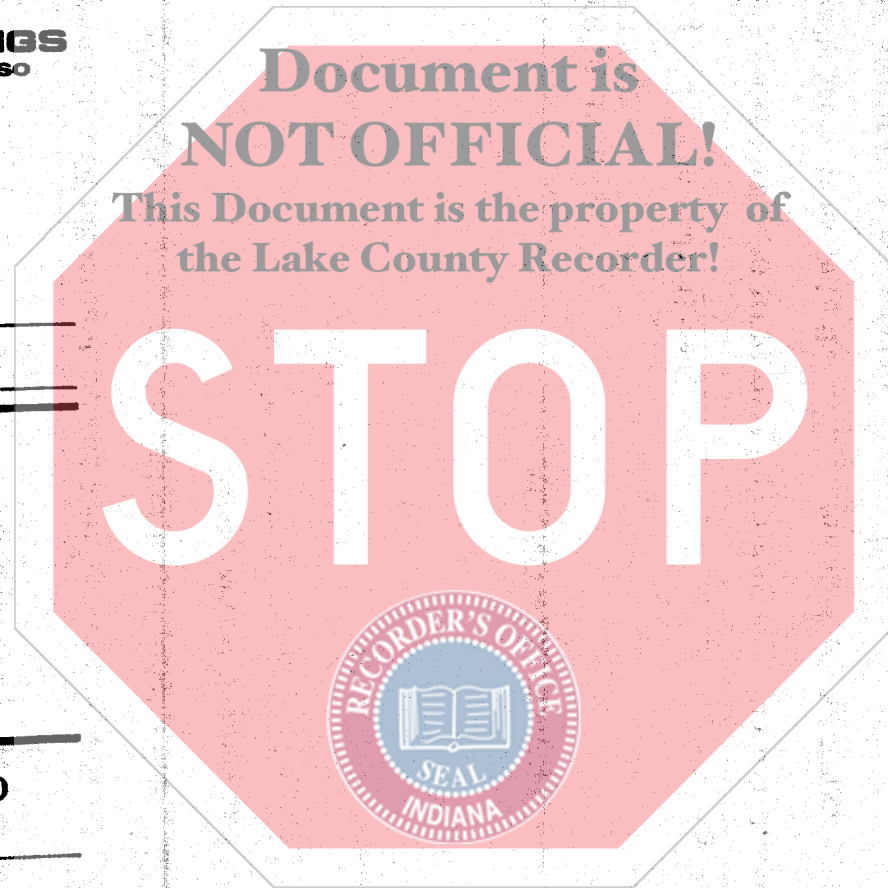 Document is
NOT OFFICIAL!
This Document is the property of
the Lake County Recorder!
STOP
RECORDER'S OFFICE
SEAL
INDIANA